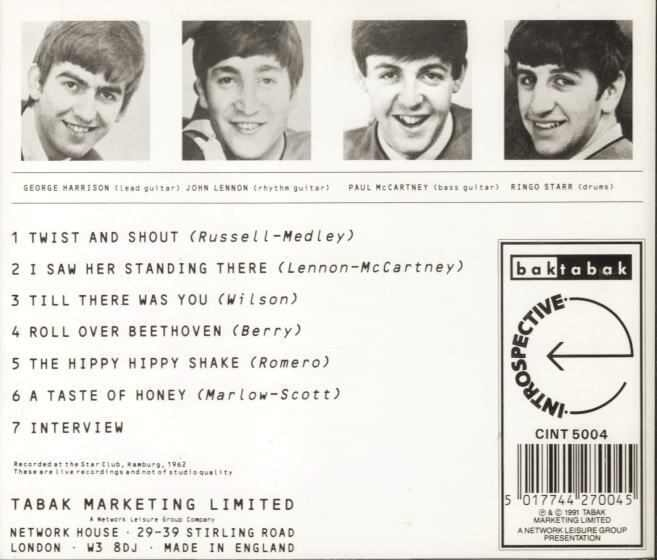 GEORGE HARRISON (lead guitar) JOHN LENNON (rhythm guitar) PAUL McCARTNEY (bass guitar) RINGO STARR (drums)
1 TWIST AND SHOUT (Russell-Medley)
2 I SAW HER STANDING THERE (Lennon-McCartney)
3 TILL THERE WAS YOU (Wilson)
4 ROLL OVER BEETHOVEN (Berry)
5 THE HIPPY HIPPY SHAKE (Romero)
6 A TASTE OF HONEY (Marlow-Scott)
7 INTERVIEW
Recorded at the Star Club, Hamburg, 1962
These are live recordings and not of studio quality
TABAK MARKETING LIMITED
A Network Leisure Group Company
NETWORK HOUSE · 29-39 STIRLING ROAD
LONDON · W3 8DJ · MADE IN ENGLAND
baktabak
INTROSPECTIVE
CINT 5004
5 017744 270045
℗ & © 1991 TABAK
MARKETING LIMITED
A NETWORK LEISURE GROUP
PRESENTATION